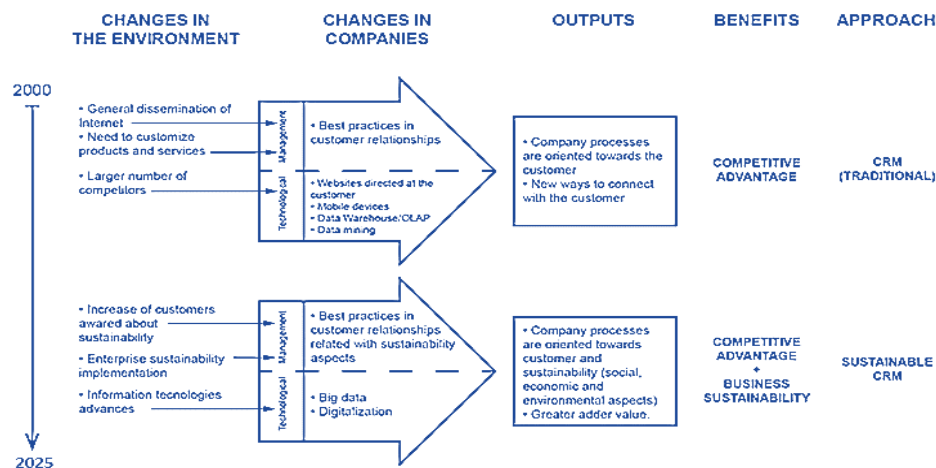 CHANGES IN
THE ENVIRONMENT
CHANGES IN
COMPANIES
OUTPUTS
BENEFITS
APPROACH
2000
• General dissemination of
Internet
• Need to customize
products and services
• Larger number of
competitors
Management
Technological
• Best practices in
customer relationships
• Websites directed at the
customer
• Mobile devices
• Data Warehouse/OLAP
• Data mining
• Company processes
are oriented towards the
customer
• New ways to connect
with the customer
COMPETITIVE
ADVANTAGE
CRM
(TRADITIONAL)
• Increase of customers
awared about
sustainability
• Enterprise sustainability
implementation
• Information tecnologies
advances
Management
Technological
• Best practices in
customer relationships
related with sustainability
aspects
• Big data
• Digitalization
• Company processes
are oriented towards
customer and
sustainability (social,
economic and
environmental aspects)
• Greater adder value.
COMPETITIVE
ADVANTAGE
+
BUSINESS
SUSTAINABILITY
SUSTAINABLE
CRM
2025